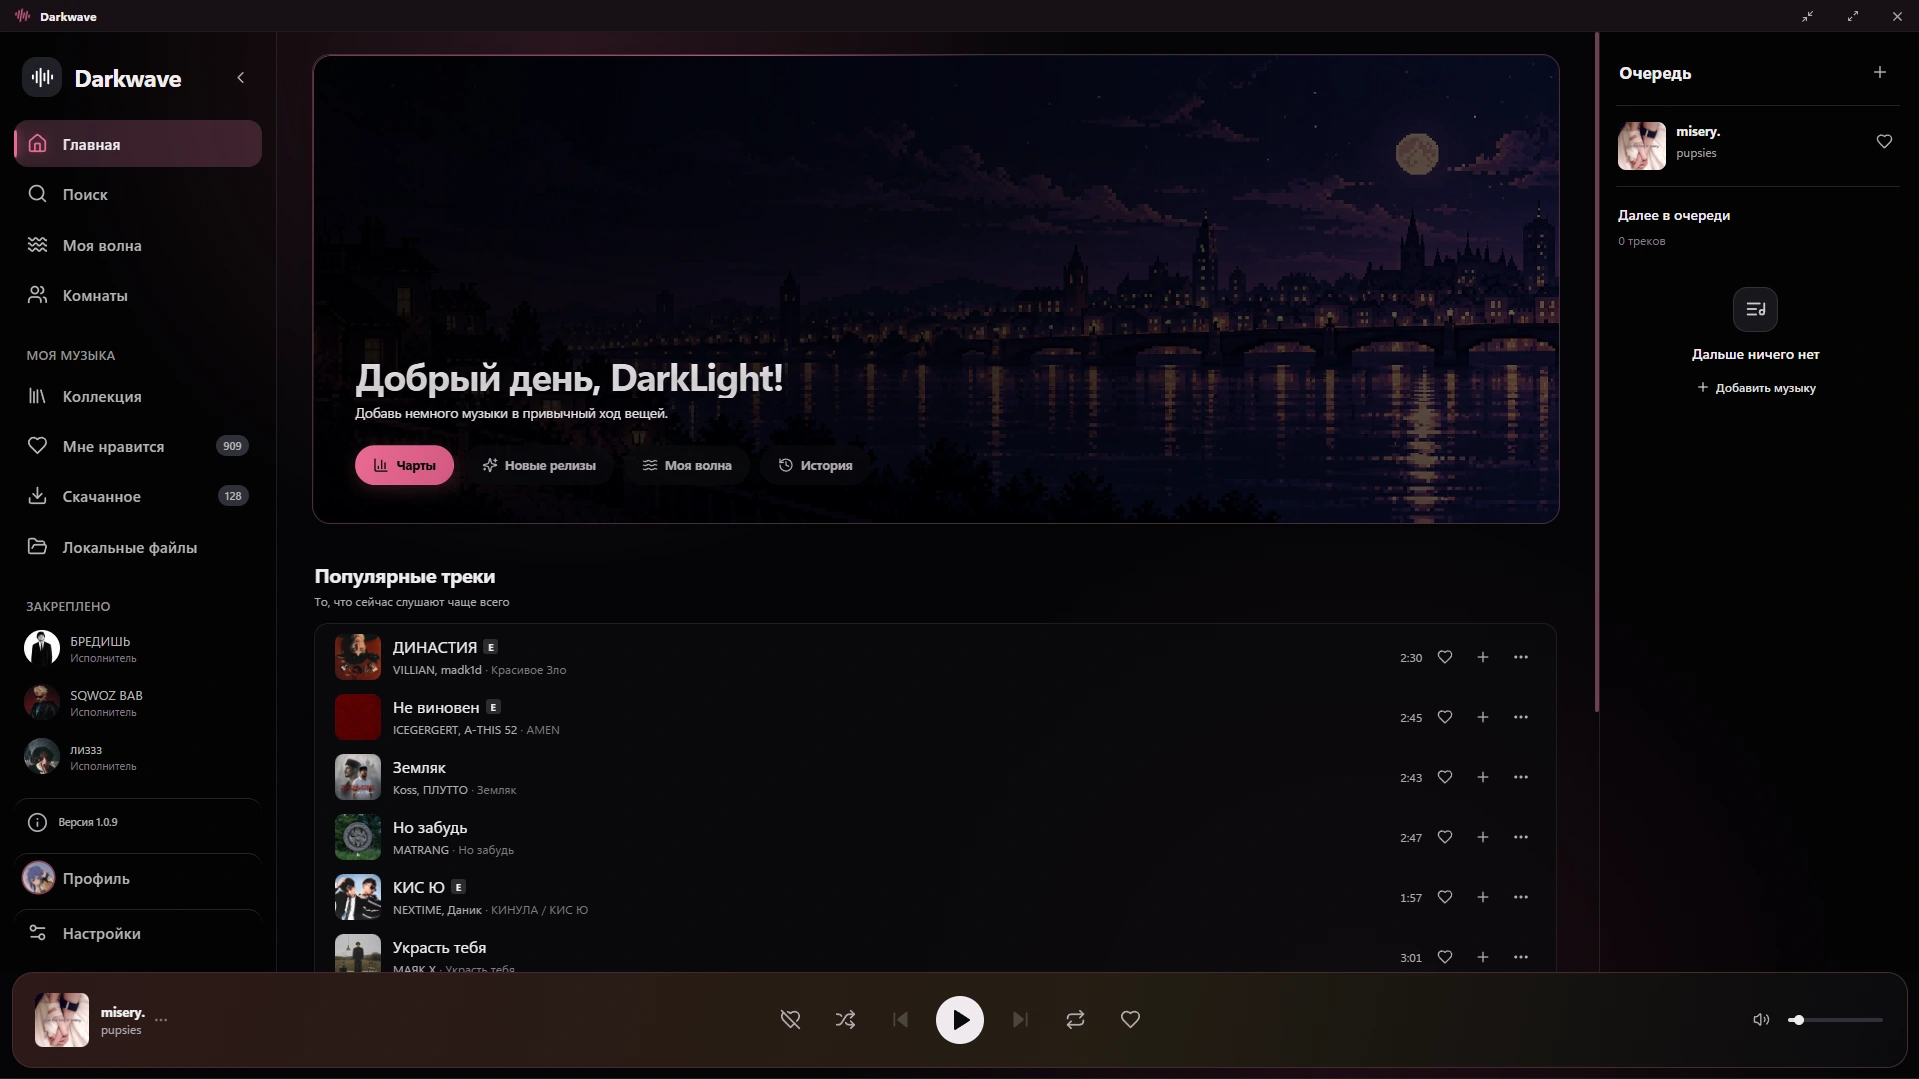 Darkwave
Darkwave
Главная
Поиск
Моя волна
Комнаты
МОЯ МУЗЫКА
Коллекция
Мне нравится 909
Скачанное 128
Локальные файлы
ЗАКРЕПЛЕНО
БРЕДИШЬ
Исполнитель
SQWOZ BAB
Исполнитель
лиззз
Исполнитель
Версия 1.0.9
Профиль
Настройки
Добрый день, DarkLight!
Добавь немного музыки в привычный ход вещей.
Чарты Новые релизы Моя волна История
Популярные треки
То, что сейчас слушают чаще всего
ДИНАСТИЯ E
VILLIAN, madk1d · Красивое Зло
2:30
Не виновен E
ICEGERGERT, A-THIS 52 · AMEN
2:45
Земляк
Koss, ПЛУТТО · Земляк
2:43
Но забудь
MATRANG · Но забудь
2:47
КИС Ю E
NEXTIME, Даник · КИНУЛА / КИС Ю
1:57
Украсть тебя
МАЯК X · Украсть тебя
3:01
Очередь
misery.
pupsies
Далее в очереди
0 треков
Дальше ничего нет
Добавить музыку
misery.
pupsies